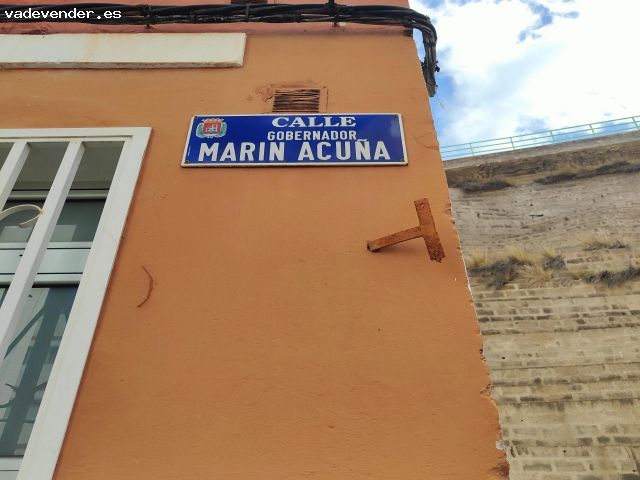 vadevender.es
CALLE
GOBERNADOR
MARIN ACUÑA